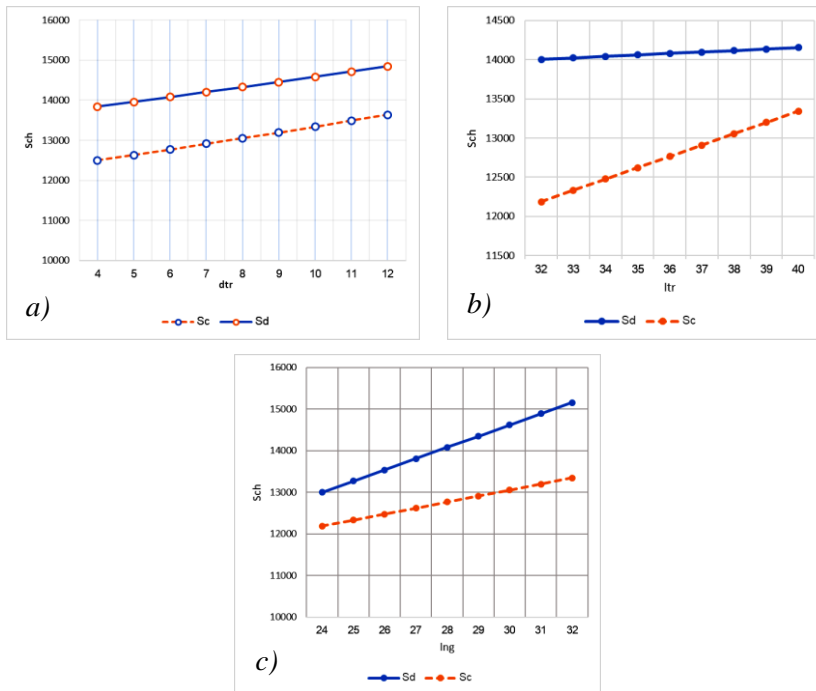 16000
15000
14000
13000
12000
11000
10000
Sch
4 5 6 7 8 9 10 11 12
dtr
a)
Sc Sd
14500
14000
13500
13000
12500
12000
11500
Sch
32 33 34 35 36 37 38 39 40
ltr
b)
Sd Sc
16000
15000
14000
13000
12000
11000
10000
Sch
24 25 26 27 28 29 30 31 32
lng
c)
Sd Sc